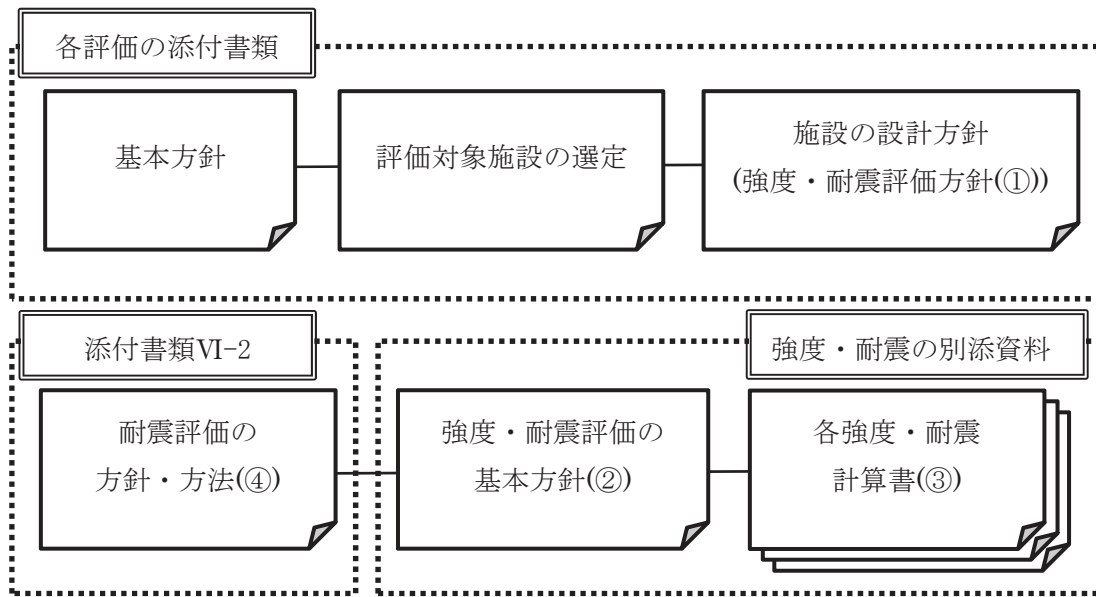 各評価の添付書類
基本方針
評価対象施設の選定
施設の設計方針
(強度・耐震評価方針(①))
添付書類Ⅵ-2
耐震評価の
方針・方法(④)
強度・耐震の別添資料
強度・耐震評価の
基本方針(②)
各強度・耐震
計算書(③)